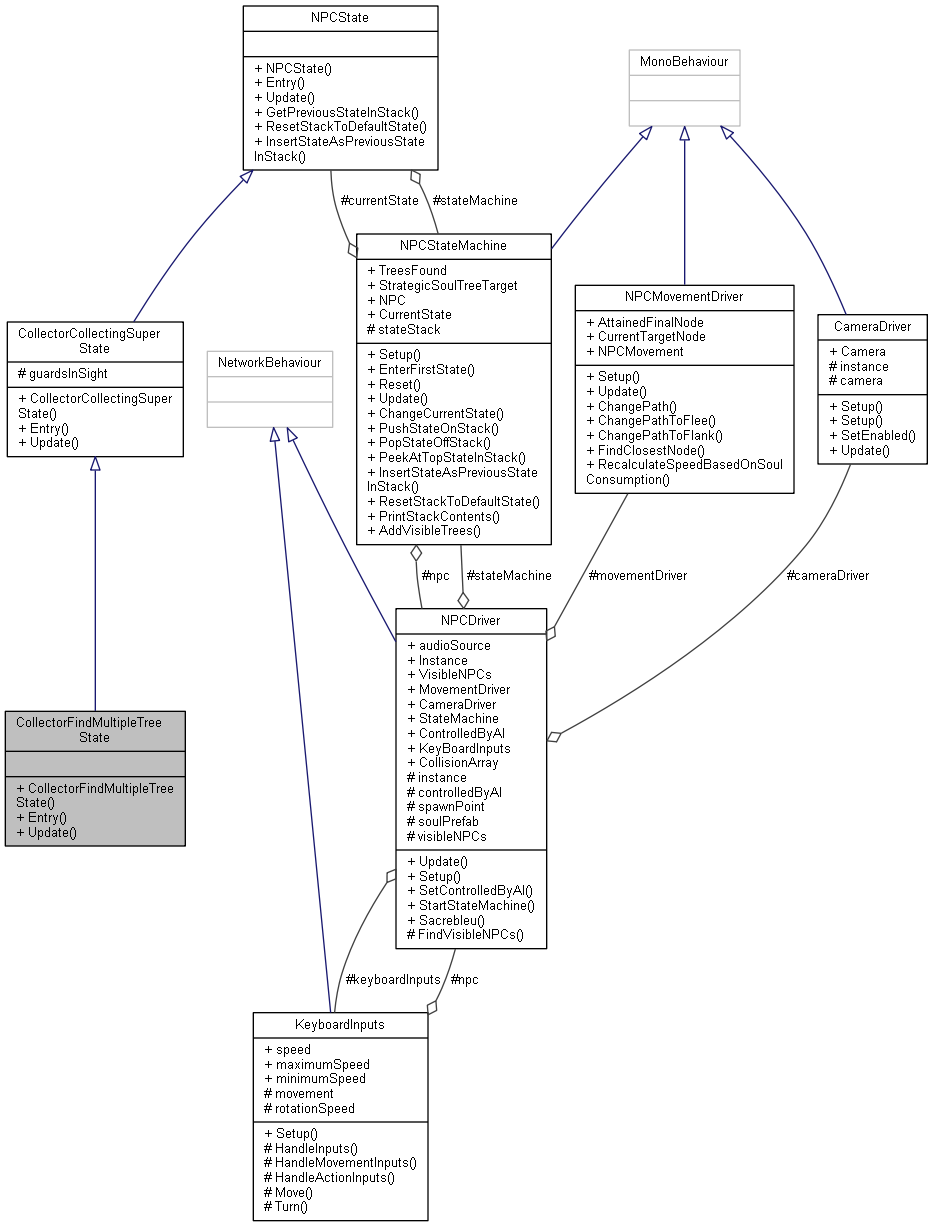 NPCState
+ NPCState()
+ Entry()
+ Update()
+ GetPreviousStateInStack()
+ ResetStackToDefaultState()
+ InsertStateAsPreviousState
InStack()
MonoBehaviour
#currentState
#stateMachine
NPCStateMachine
+ TreesFound
+ StrategicSoulTreeTarget
+ NPC
+ CurrentState
# stateStack
+ Setup()
+ EnterFirstState()
+ Reset()
+ Update()
+ ChangeCurrentState()
+ PushStateOnStack()
+ PopStateOffStack()
+ PeekAtTopStateInStack()
+ InsertStateAsPreviousState
InStack()
+ ResetStackToDefaultState()
+ PrintStackContents()
+ AddVisibleTrees()
NPCMovementDriver
+ AttainedFinalNode
+ CurrentTargetNode
+ NPCMovement
+ Setup()
+ Update()
+ ChangePath()
+ ChangePathToFlee()
+ ChangePathToFlank()
+ FindClosestNode()
+ RecalculateSpeedBasedOnSoul
Consumption()
CameraDriver
+ Camera
# instance
# camera
+ Setup()
+ Setup()
+ SetEnabled()
+ Update()
CollectorCollectingSuper
State
# guardsInSight
+ CollectorCollectingSuper
State()
+ Entry()
+ Update()
NetworkBehaviour
#npc
#stateMachine
#movementDriver
#cameraDriver
NPCDriver
+ audioSource
+ Instance
+ VisibleNPCs
+ MovementDriver
+ CameraDriver
+ StateMachine
+ ControlledByAI
+ KeyBoardInputs
+ CollisionArray
# instance
# controlledByAI
# spawnPoint
# soulPrefab
# visibleNPCs
+ Update()
+ Setup()
+ SetControlledByAI()
+ StartStateMachine()
+ Sacrebleu()
# FindVisibleNPCs()
CollectorFindMultipleTree
State
+ CollectorFindMultipleTree
State()
+ Entry()
+ Update()
#keyboardInputs
#npc
KeyboardInputs
+ speed
+ maximumSpeed
+ minimumSpeed
# movement
# rotationSpeed
+ Setup()
# HandleInputs()
# HandleMovementInputs()
# HandleActionInputs()
# Move()
# Turn()